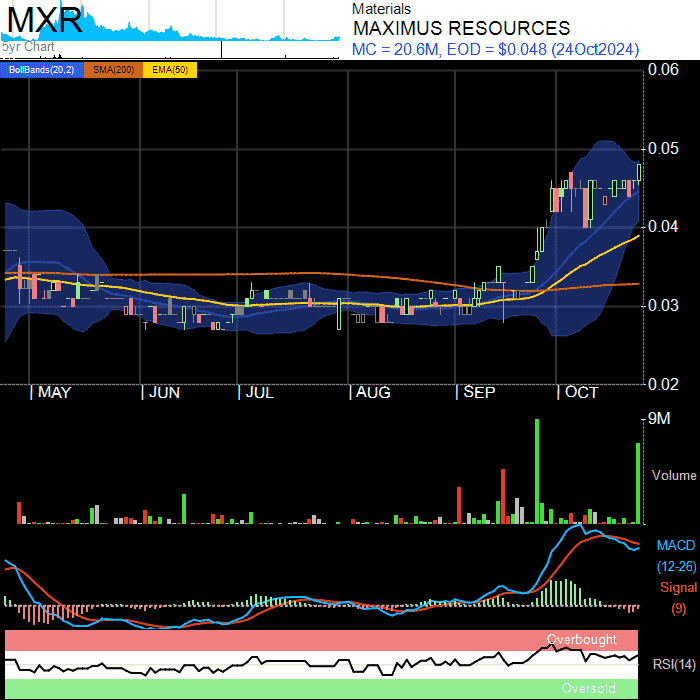 MXR
5yr Chart
Materials
MAXIMUS RESOURCES
MC = 20.6M, EOD = $0.048 (24Oct2024)
BollBands(20,2) SMA(200) EMA(50)
0.06
0.05
0.04
0.03
0.02
MAY JUN JUL AUG SEP OCT
9M
Volume
MACD
(12-26)
Signal
(9)
Overbought
RSI(14)
Oversold